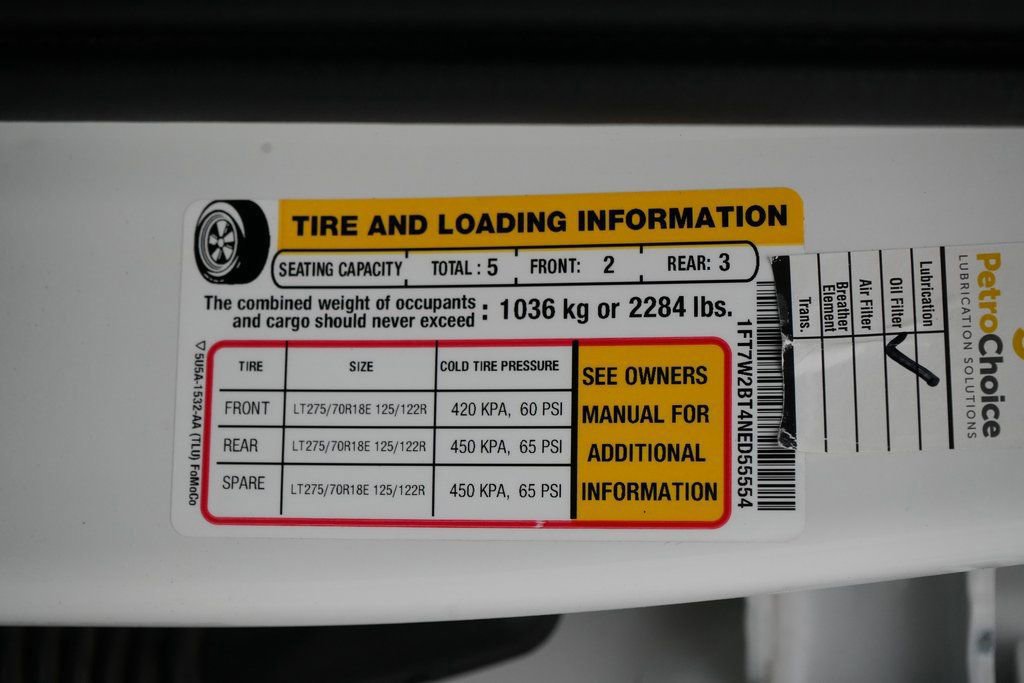 TIRE AND LOADING INFORMATION
SEATING CAPACITY TOTAL : 5 FRONT: 2 REAR: 3
The combined weight of occupants
and cargo should never exceed : 1036 kg or 2284 lbs.
TIRE SIZE COLD TIRE PRESSURE
FRONT LT275/70R18E 125/122R 420 KPA, 60 PSI
REAR LT275/70R18E 125/122R 450 KPA, 65 PSI
SPARE LT275/70R18E 125/122R 450 KPA, 65 PSI
SEE OWNERS
MANUAL FOR
ADDITIONAL
INFORMATION
5U5A-1532-AA (TLU) FoMoCo
1FT7W2BT4NED55554
PetroChoice
LUBRICATION SOLUTIONS
Lubrication
Oil Filter
Air Filter
Breather
Element
Trans.